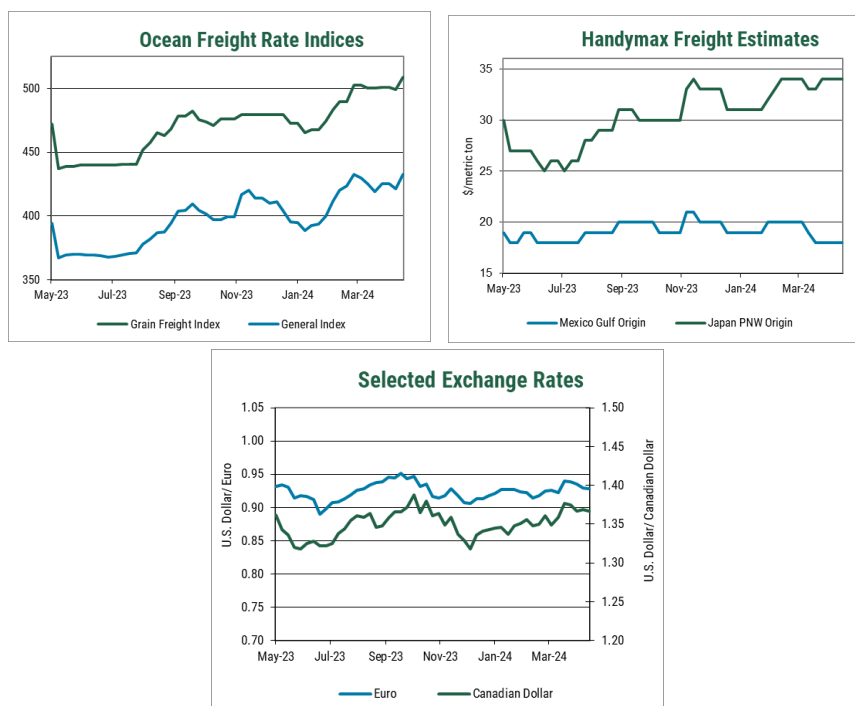 Ocean Freight Rate Indices
500
450
400
350
May-23 Jul-23 Sep-23 Nov-23 Jan-24 Mar-24
Grain Freight Index General Index
Handymax Freight Estimates
35
30
25
20
15
$/metric ton
May-23 Jul-23 Sep-23 Nov-23 Jan-24 Mar-24
Mexico Gulf Origin Japan PNW Origin
Selected Exchange Rates
1.05
1.00
0.95
0.90
0.85
0.80
0.75
0.70
U.S. Dollar/ Euro
1.50
1.45
1.40
1.35
1.30
1.25
1.20
U.S. Dollar/ Canadian Dollar
May-23 Jul-23 Sep-23 Nov-23 Jan-24 Mar-24
Euro Canadian Dollar